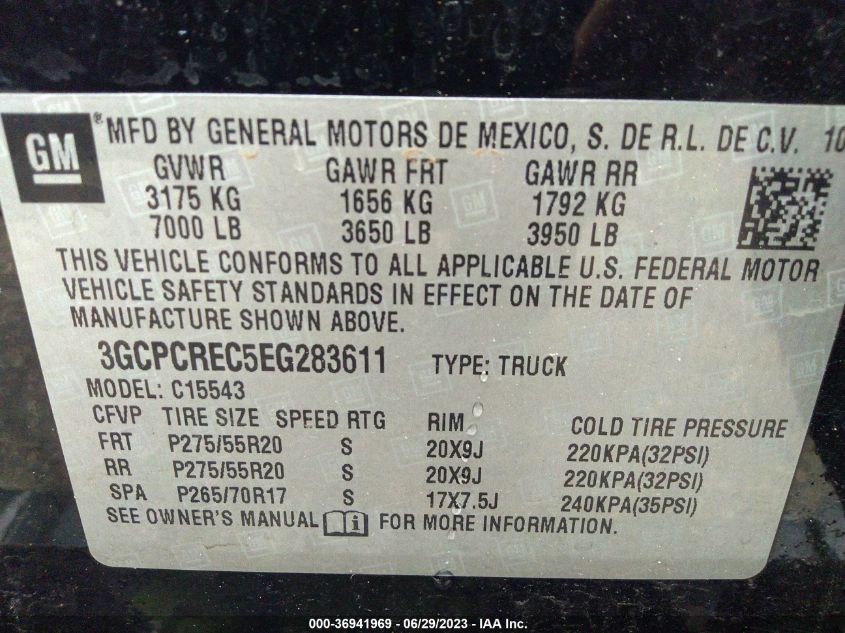 GM® MFD BY GENERAL MOTORS DE MEXICO, S. DE R.L. DE C.V. 10
GVWR GAWR FRT GAWR RR
3175 KG 1656 KG 1792 KG
7000 LB 3650 LB 3950 LB
THIS VEHICLE CONFORMS TO ALL APPLICABLE U.S. FEDERAL MOTOR
VEHICLE SAFETY STANDARDS IN EFFECT ON THE DATE OF
MANUFACTURE SHOWN ABOVE.
3GCPCREC5EG283611 TYPE: TRUCK
MODEL: C15543
CFVP TIRE SIZE SPEED RTG RIM COLD TIRE PRESSURE
FRT P275/55R20 S 20X9J 220KPA(32PSI)
RR P275/55R20 S 20X9J 220KPA(32PSI)
SPA P265/70R17 S 17X7.5J 240KPA(35PSI)
SEE OWNER'S MANUAL FOR MORE INFORMATION.
000-36941969 - 06/29/2023 - IAA Inc.